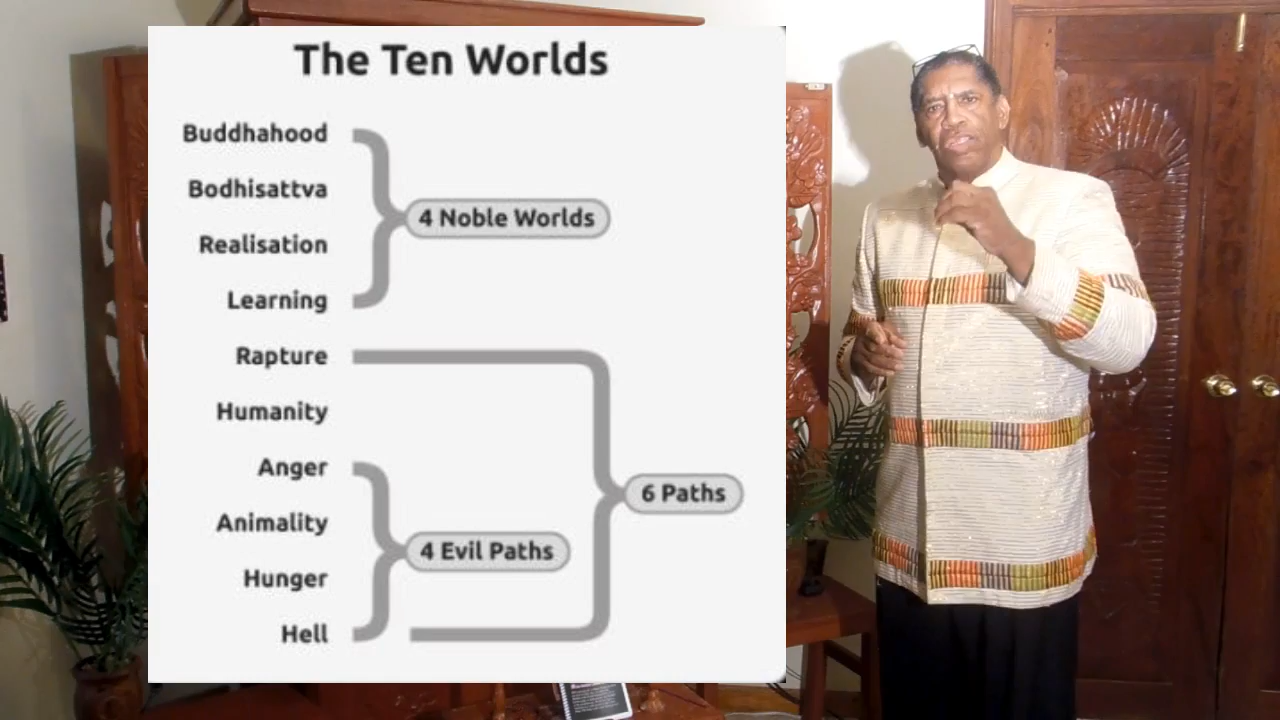 The Ten Worlds
Buddhahood
Bodhisattva
4 Noble Worlds
Realisation
Learning
Rapture
Humanity
Anger
6 Paths
Animality
4 Evil Paths
Hunger
Hell